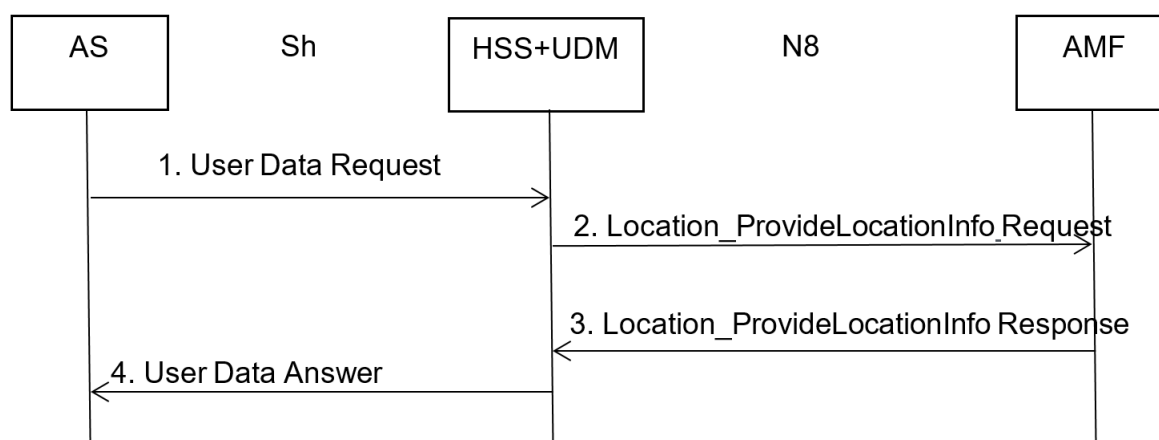 AS
Sh
HSS+UDM
N8
AMF
1. User Data Request
2. Location_ProvideLocationInfo Request
3. Location_ProvideLocationInfo Response
4. User Data Answer